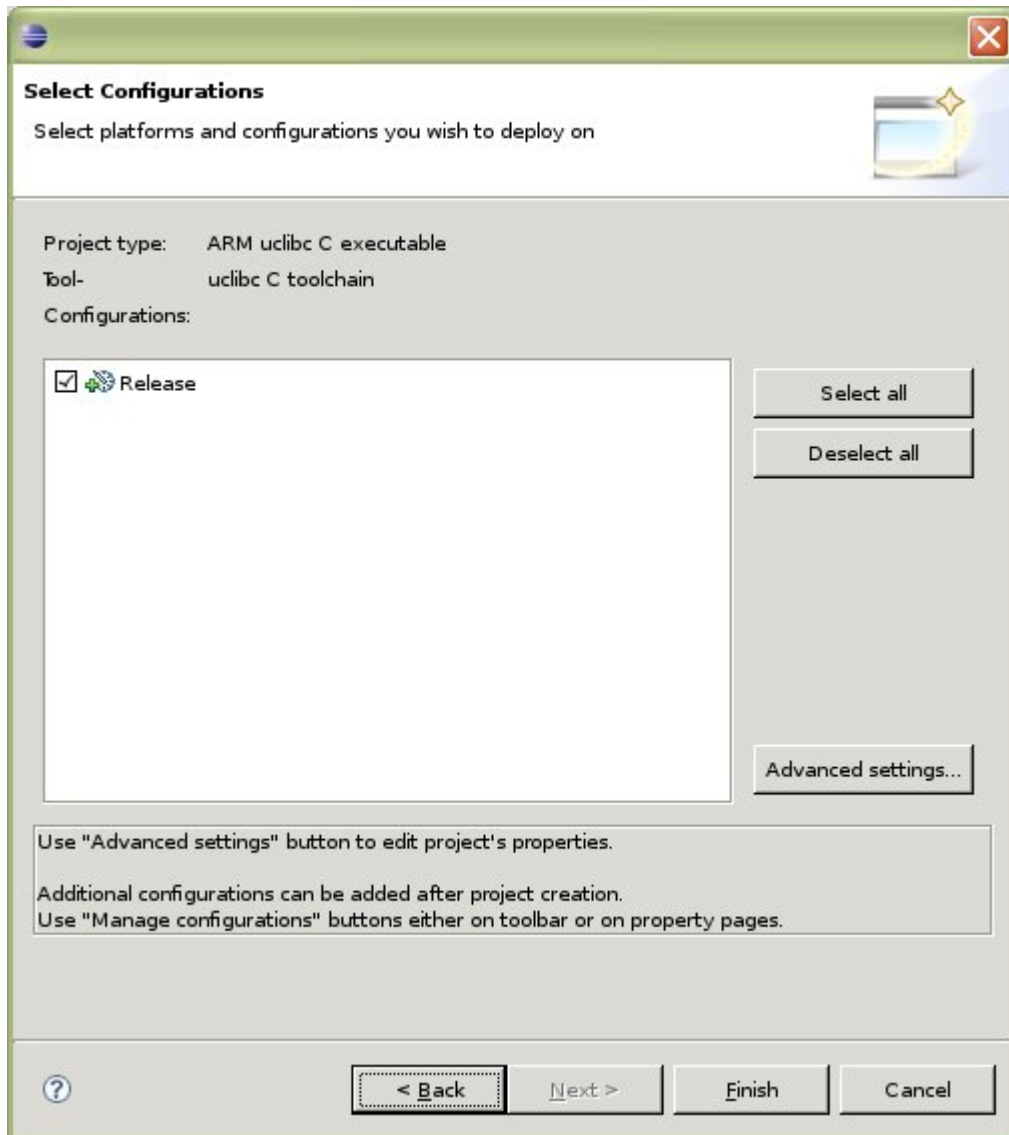 Select Configurations
Select platforms and configurations you wish to deploy on
Project type: ARM uclibc C executable
Tool- uclibc C toolchain
Configurations:
Release
Select all
Deselect all
Advanced settings...
Use "Advanced settings" button to edit project's properties.
Additional configurations can be added after project creation.
Use "Manage configurations" buttons either on toolbar or on property pages.
< Back Next > Finish Cancel